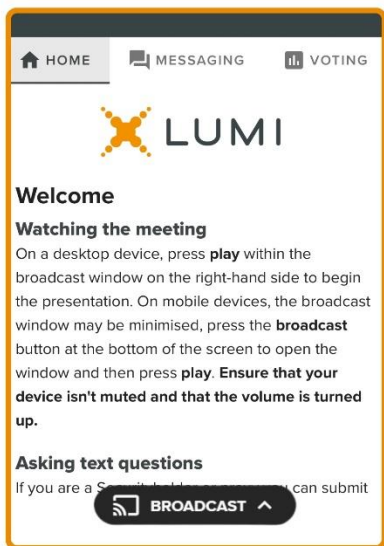 HOME MESSAGING VOTING
LUMI
Welcome
Watching the meeting
On a desktop device, press play within the
broadcast window on the right-hand side to begin
the presentation. On mobile devices, the broadcast
window may be minimised, press the broadcast
button at the bottom of the screen to open the
window and then press play. Ensure that your
device isn't muted and that the volume is turned
up.
Asking text questions
If you are a can submit
BROADCAST